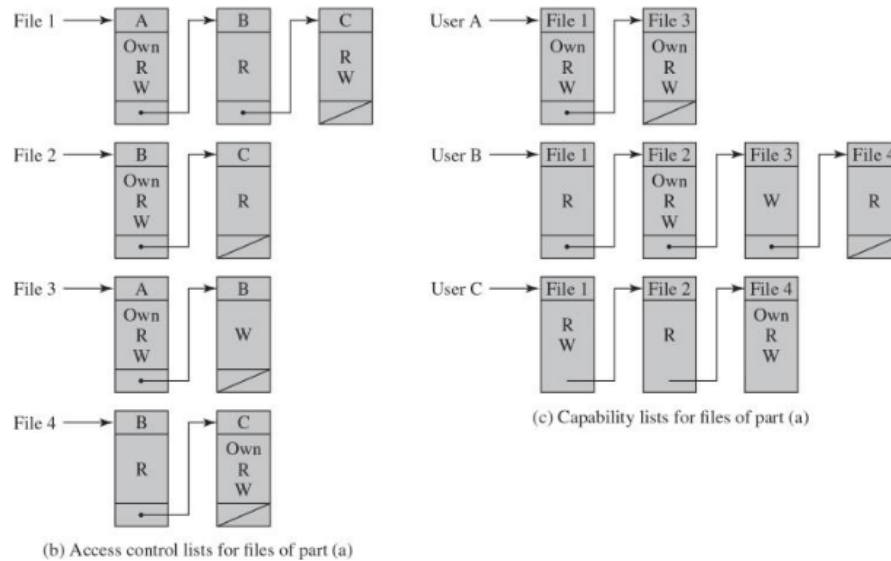 File 1
A
Own
R
W
B
R
C
R
W
File 2
B
Own
R
W
C
R
File 3
A
Own
R
W
B
W
File 4
B
R
C
Own
R
W
(b) Access control lists for files of part (a)
User A
File 1
Own
R
W
File 3
Own
R
W
User B
File 1
R
File 2
Own
R
W
File 3
W
File 4
R
User C
File 1
R
W
File 2
R
File 4
Own
R
W
(c) Capability lists for files of part (a)